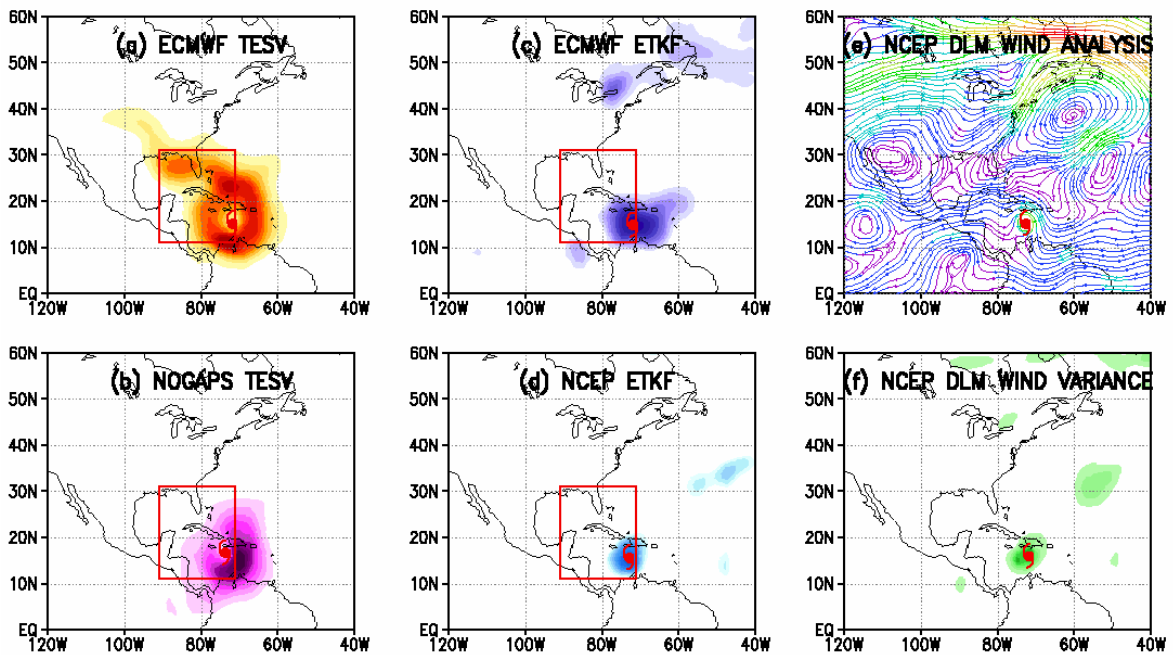 60N
(a) ECMWF TESV
50N
40N
30N
20N
10N
EQ
120W 100W 80W 60W 40W
60N
(c) ECMWF ETKF
50N
40N
30N
20N
10N
EQ
120W 100W 80W 60W 40W
60N
(e) NCEP DLM WIND ANALYSIS
50N
40N
30N
20N
10N
EQ
120W 100W 80W 60W 40W
60N
(b) NOGAPS TESV
50N
40N
30N
20N
10N
EQ
120W 100W 80W 60W 40W
60N
(d) NCEP ETKF
50N
40N
30N
20N
10N
EQ
120W 100W 80W 60W 40W
60N
(f) NCEP DLM WIND VARIANCE
50N
40N
30N
20N
10N
EQ
120W 100W 80W 60W 40W